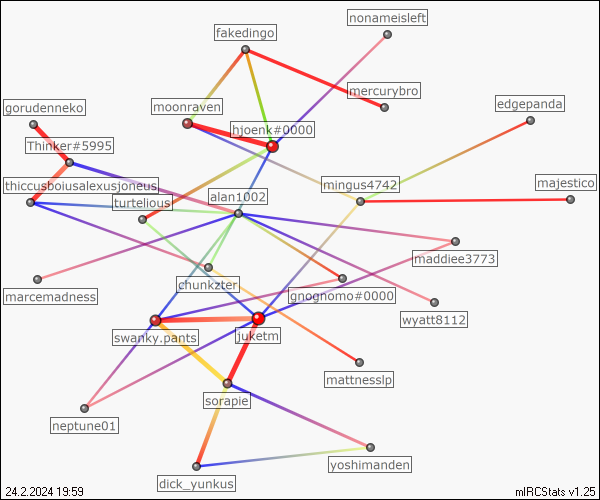 nonameisleft
fakedingo
mercurybro
moonraven
edgepanda
gorudenneko
hjoenk#0000
Thinker#5995
thiccusboiusalexusjoneus
mingus4742
majestico
alan1002
turtelious
maddiee3773
chunkzter
marcemadness
gnognomo#0000
wyatt8112
swanky.pants
juketm
mattnesslp
sorapie
neptune01
yoshimanden
dick_yunkus
24.2.2024 19:59
mIRCStats v1.25